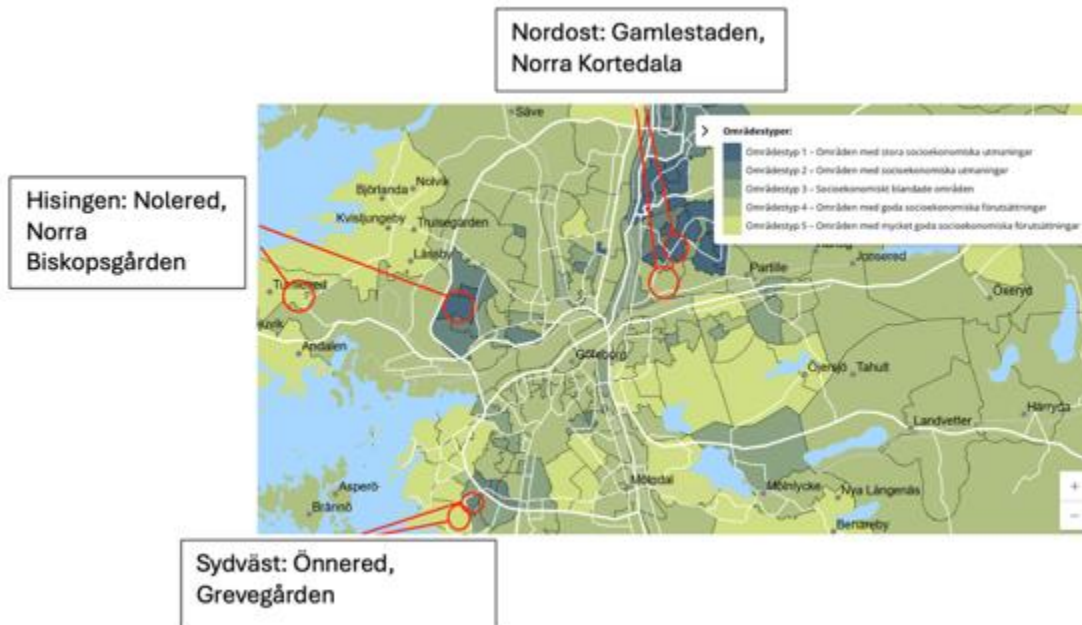 Nordost: Gamlestaden,
Norra Kortedala
Hisingen: Nolered,
Norra
Biskopsgården
Säve
Områdestyper:
Områdestyp 1 – Områden med stora socioekonomiska utmaningar
Områdestyp 2 – Områden med socioekonomiska utmaningar
Områdestyp 3 – Socioekonomiskt blandade områden
Områdestyp 4 – Områden med goda socioekonomiska förutsättningar
Områdestyp 5 – Områden med mycket goda socioekonomiska förutsättningar
Björlanda
Nolvik
Kvisljungeby
Trulsegården
Lassby
Partille
Jonsered
Öxeryd
Andalen
Göteborg
Öjersjö
Tahult
Landvetter
Härryda
Asperö
Brännö
Mölndal
Mölnlycke
Nya Långenäs
Benareby
Sydväst: Önnered,
Grevegården